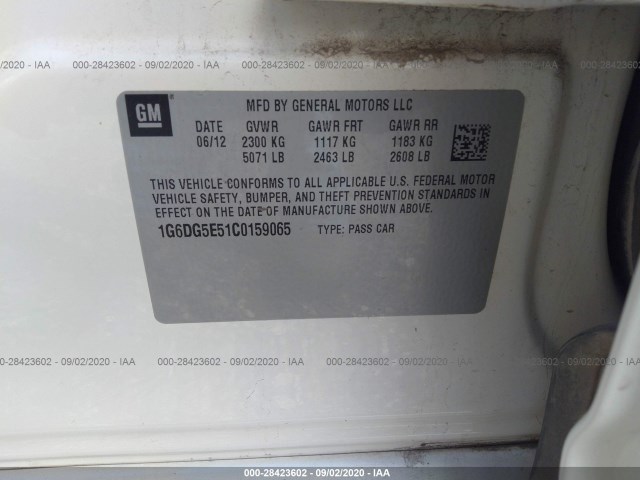 000-28423602 - 09/02/2020 - IAA
GM
MFD BY GENERAL MOTORS LLC
DATE GVWR GAWR FRT GAWR RR
06/12 2300 KG 1117 KG 1183 KG
5071 LB 2463 LB 2608 LB
THIS VEHICLE CONFORMS TO ALL APPLICABLE U.S. FEDERAL MOTOR
VEHICLE SAFETY, BUMPER, AND THEFT PREVENTION STANDARDS IN
EFFECT ON THE DATE OF MANUFACTURE SHOWN ABOVE.
1G6DG5E51C0159065 TYPE: PASS CAR
000-28423602 - 09/02/2020 - IAA
000-28423602 - 09/02/2020 - IAA